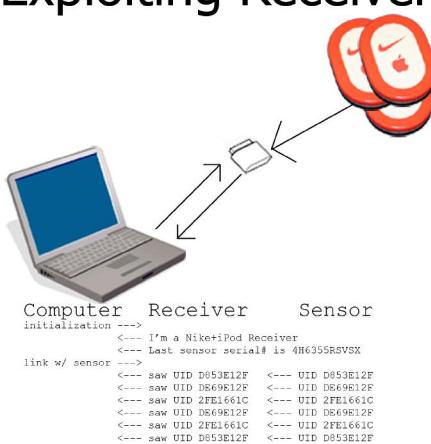 Exploiting Receiver
Computer Receiver Sensor
initialization --->
<--- I'm a Nike+iPod Receiver
<--- Last sensor serial# is 4H6355RSVSX
link w/ sensor --->
<--- saw UID D853E12F <--- UID D853E12F
<--- saw UID DE69E12F <--- UID DE69E12F
<--- saw UID 2FE1661C <--- UID 2FE1661C
<--- saw UID DE69E12F <--- UID DE69E12F
<--- saw UID 2FE1661C <--- UID 2FE1661C
<--- saw UID D853E12F <--- UID D853E12F